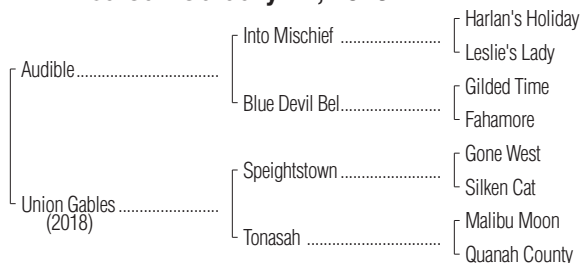 Harlan's Holiday
Into Mischief
Leslie's Lady
Audible
Gilded Time
Blue Devil Bel
Fahamore
Gone West
Speightstown
Silken Cat
Union Gables
(2018)
Malibu Moon
Tonasah
Quanah County